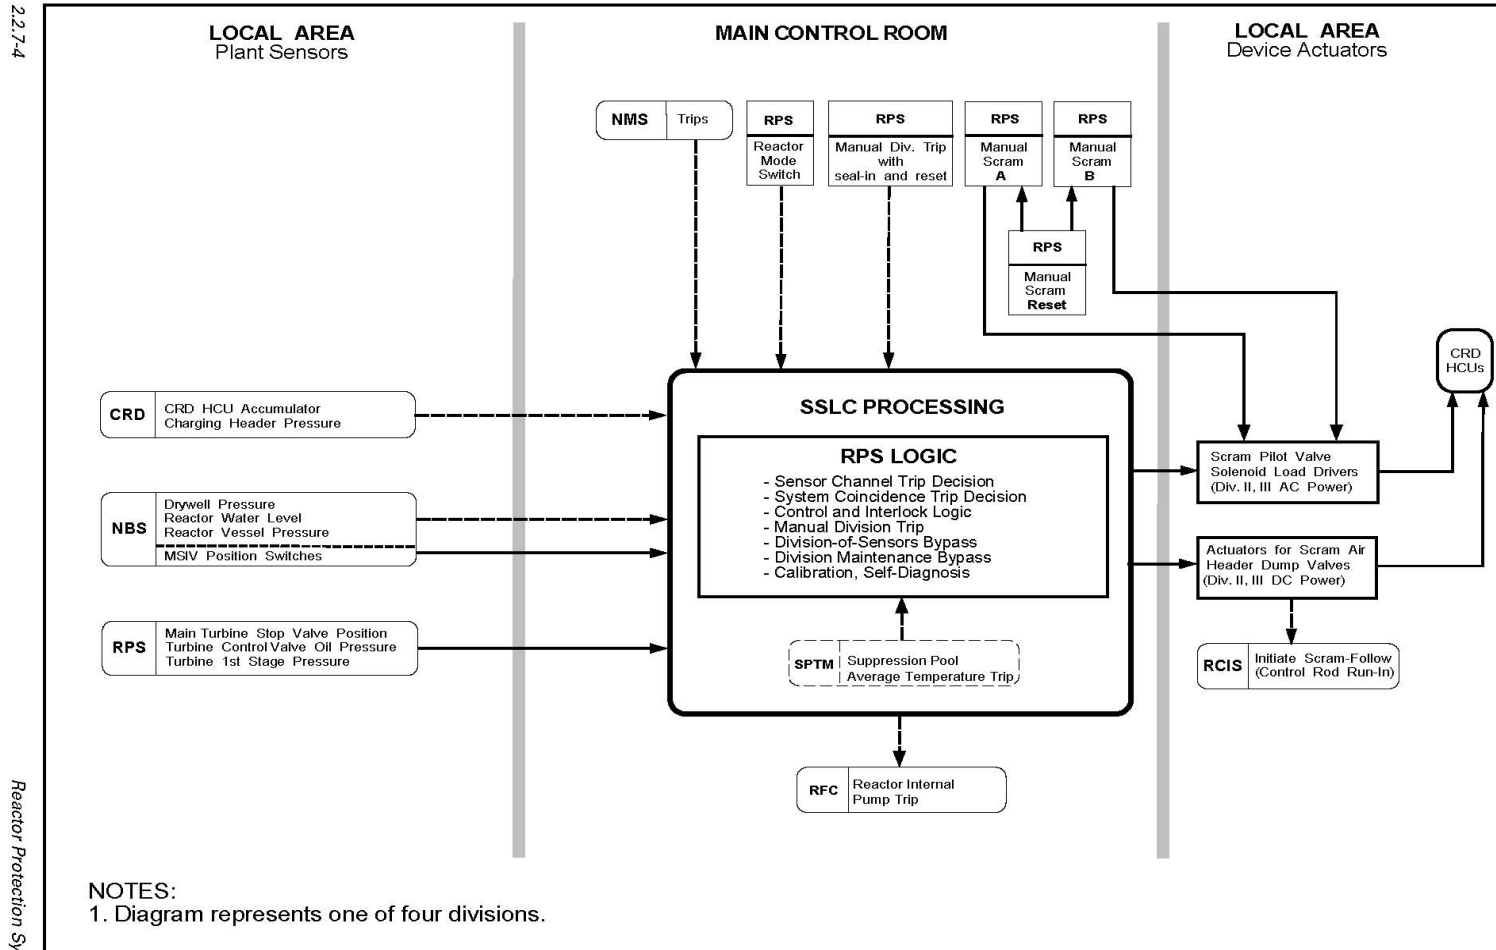 2.2.7-4
LOCAL AREA
Plant Sensors
MAIN CONTROL ROOM
LOCAL AREA
Device Actuators
NMS
Trips
RPS
Reactor
Mode
Switch
RPS
Manual Div. Trip
with
seal-in and reset
RPS
Manual
Scram
A
RPS
Manual
Scram
B
RPS
Manual
Scram
Reset
CRD
HCUs
CRD
CRD HCU Accumulator
Charging Header Pressure
NBS
Drywell Pressure
Reactor Water Level
Reactor Vessel Pressure
MSIV Position Switches
RPS
Main Turbine Stop Valve Position
Turbine Control Valve Oil Pressure
Turbine 1st Stage Pressure
SSLC PROCESSING
RPS LOGIC
- Sensor Channel Trip Decision
- System Coincidence Trip Decision
- Control and Interlock Logic
- Manual Division Trip
- Division-of-Sensors Bypass
- Division Maintenance Bypass
- Calibration, Self-Diagnosis
SPTM
Suppression Pool
Average Temperature Trip
RFC
Reactor Internal
Pump Trip
Scram Pilot Valve
Solenoid Load Drivers
(Div. II, III AC Power)
Actuators for Scram Air
Header Dump Valves
(Div. II, III DC Power)
RCIS
Initiate Scram-Follow
(Control Rod Run-In)
NOTES:
1. Diagram represents one of four divisions.
Reactor Protection Sy